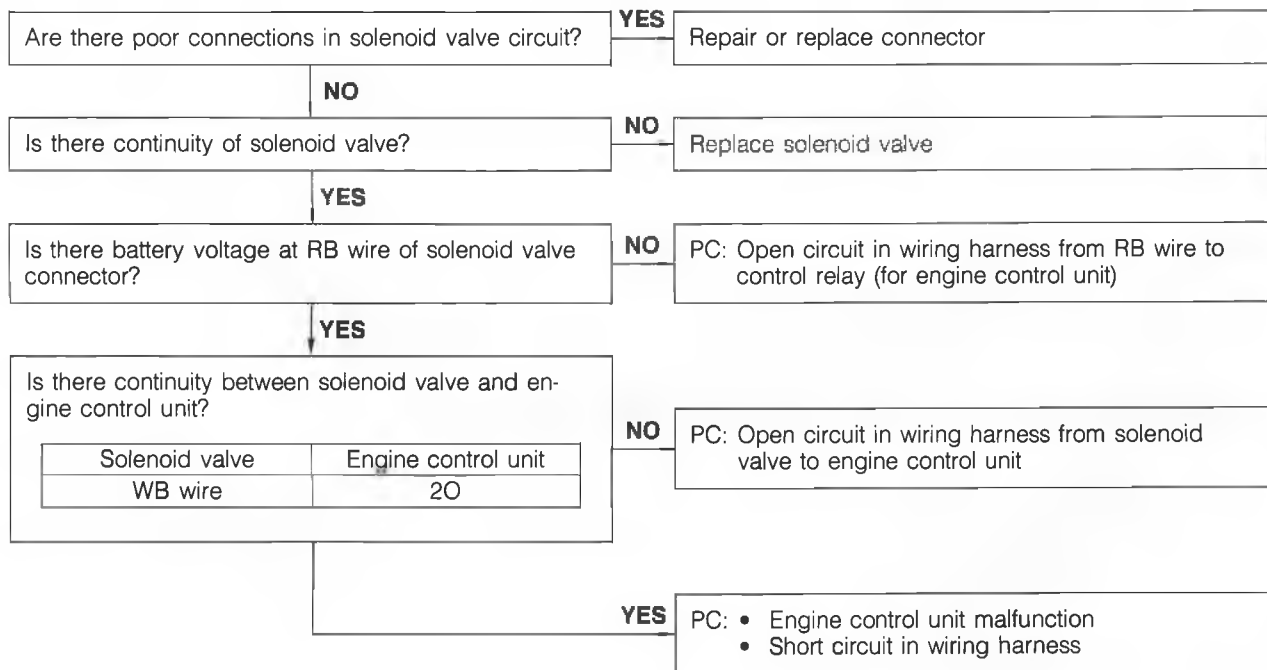 Are there poor connections in solenoid valve circuit?
YES
Repair or replace connector
NO
Is there continuity of solenoid valve?
NO
Replace solenoid valve
YES
Is there battery voltage at RB wire of solenoid valve
connector?
NO
PC: Open circuit in wiring harness from RB wire to
control relay (for engine control unit)
YES
Is there continuity between solenoid valve and en-
gine control unit?
Solenoid valve Engine control unit
WB wire 2O
NO
PC: Open circuit in wiring harness from solenoid
valve to engine control unit
YES
PC: • Engine control unit malfunction
• Short circuit in wiring harness